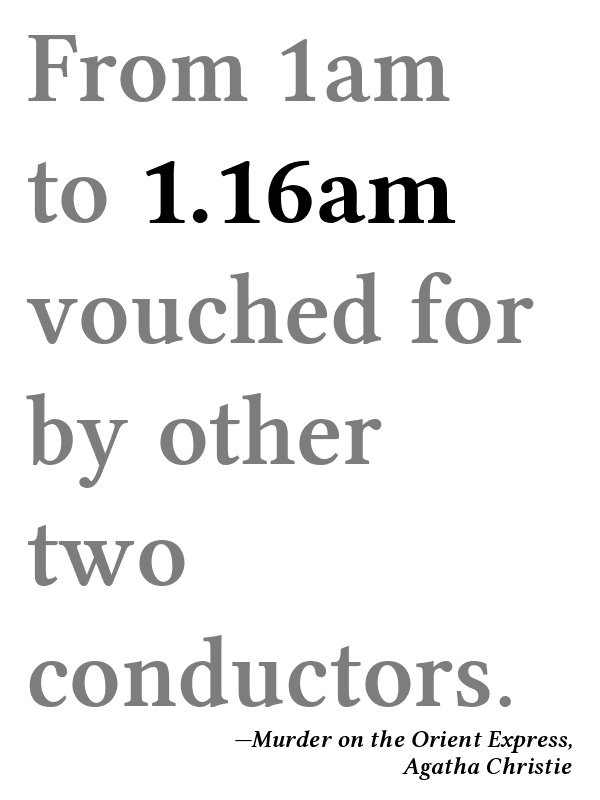 From 1am
to 1.16am
vouched for
by other
two
conductors.
—Murder on the Orient Express,
Agatha Christie